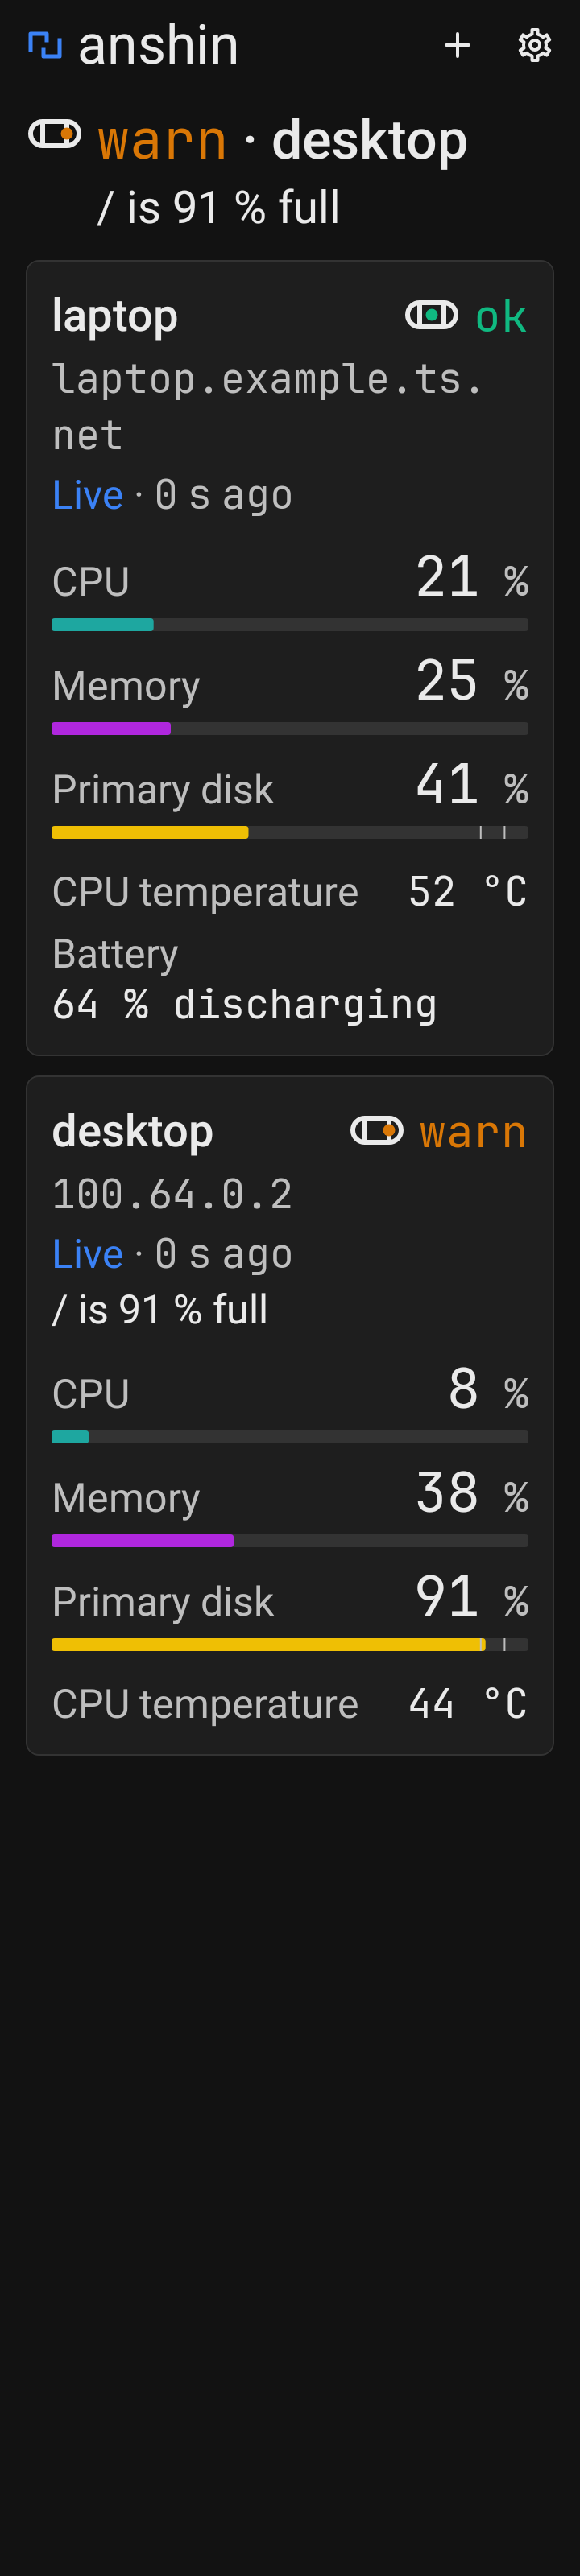 anshin
warn · desktop
/ is 91 % full
laptop
ok
laptop.example.ts.
net
Live · 0 s ago
CPU 21 %
Memory 25 %
Primary disk 41 %
CPU temperature 52 °C
Battery
64 % discharging
desktop
warn
100.64.0.2
Live · 0 s ago
/ is 91 % full
CPU 8 %
Memory 38 %
Primary disk 91 %
CPU temperature 44 °C